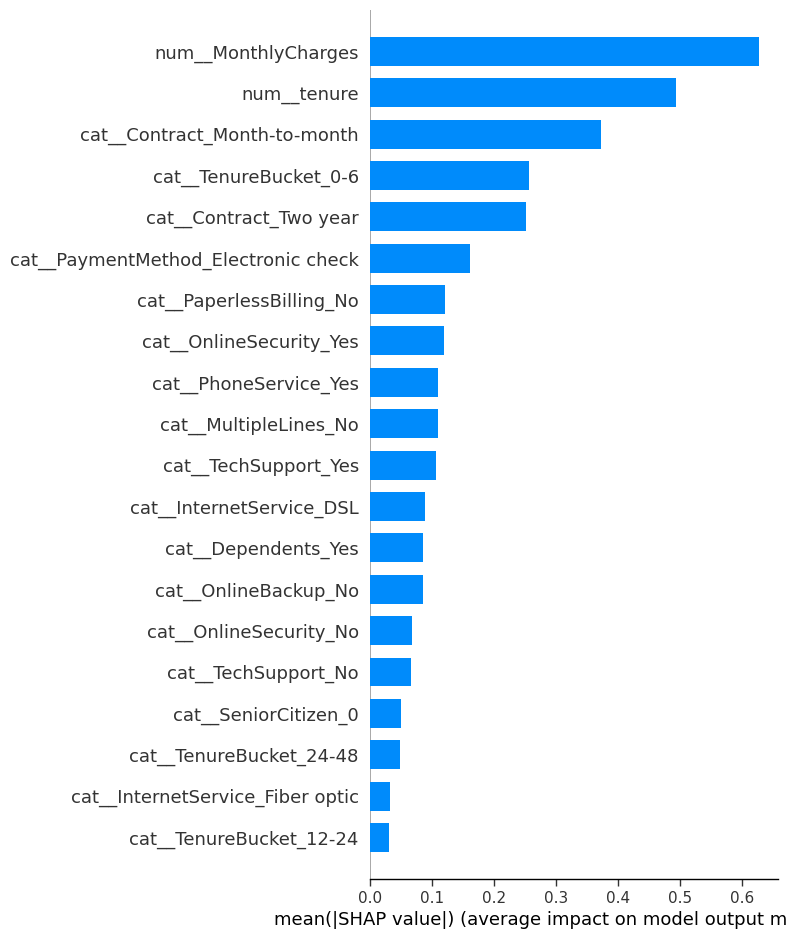 num__MonthlyCharges
num__tenure
cat__Contract_Month-to-month
cat__TenureBucket_0-6
cat__Contract_Two year
cat__PaymentMethod_Electronic check
cat__PaperlessBilling_No
cat__OnlineSecurity_Yes
cat__PhoneService_Yes
cat__MultipleLines_No
cat__TechSupport_Yes
cat__InternetService_DSL
cat__Dependents_Yes
cat__OnlineBackup_No
cat__OnlineSecurity_No
cat__TechSupport_No
cat__SeniorCitizen_0
cat__TenureBucket_24-48
cat__InternetService_Fiber optic
cat__TenureBucket_12-24
0.0 0.1 0.2 0.3 0.4 0.5 0.6
mean(|SHAP value|) (average impact on model output m